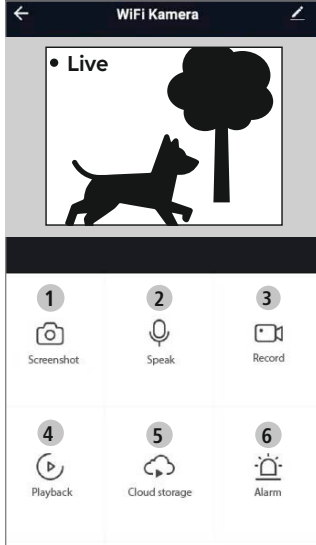 WiFi Kamera
• Live
1 2 3
Screenshot Speak Record
4 5 6
Playback Cloud storage Alarm